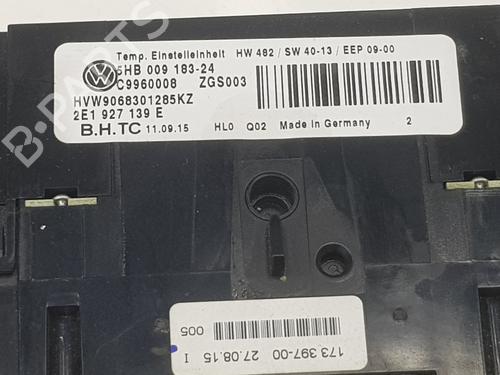 Temp. Einstelleinheit HW 482 / SW 40-13 / EEP 09-00
5HB 009 183-24
C9960008 ZGS003
HVW9068301285KZ
2E1 927 139 E
B.H.TC 11.09.15 HL0 Q02 Made in Germany 2
173.397-00 27.08.15 I
005
B-PARTS